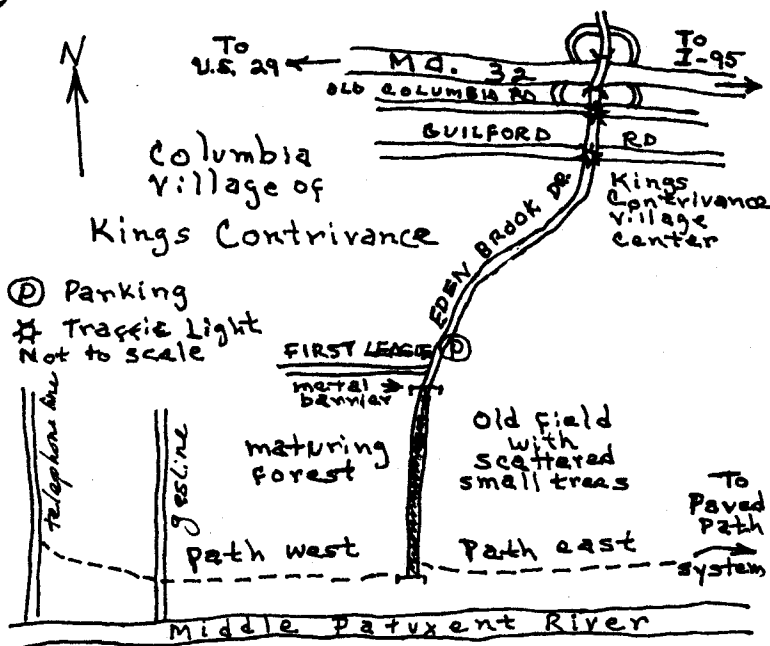 N
To
U.S. 29
Md. 32
To
I-95
OLD COLUMBIA RD
GUILFORD RD
Columbia
Village of
Kings Contrivance
Kings
Contrivance
Village
Center
EDEN BROOK DR.
P Parking
Traffic Light
Not to scale
FIRST LEAGUE
P
metal
barrier
telephone line
gasline
maturing
forest
Old field
with
scattered
small trees
To
Paved
Path
system
Path west
Path east
Middle Patuxent River